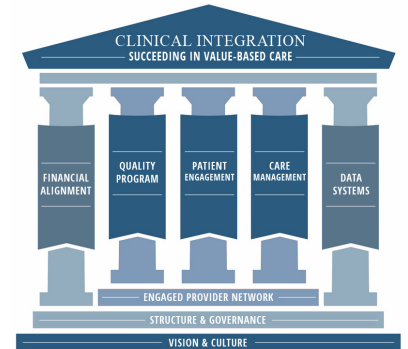 CLINICAL INTEGRATION
SUCCEEDING IN VALUE-BASED CARE
FINANCIAL
ALIGNMENT
QUALITY
PROGRAM
PATIENT
ENGAGEMENT
CARE
MANAGEMENT
DATA
SYSTEMS
ENGAGED PROVIDER NETWORK
STRUCTURE & GOVERNANCE
VISION & CULTURE